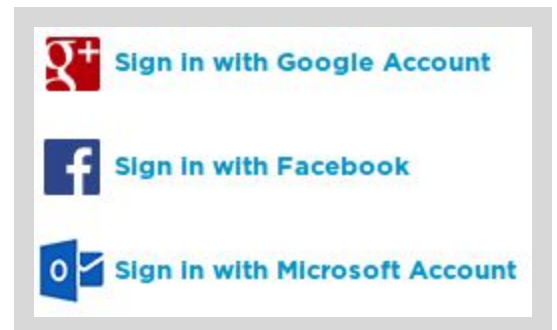 g+ Sign in with Google Account
f Sign in with Facebook
o Sign in with Microsoft Account